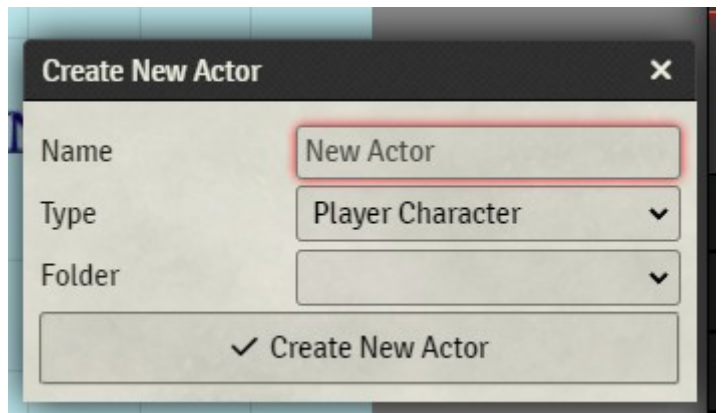 Create New Actor
Name New Actor
Type Player Character
Folder
Create New Actor